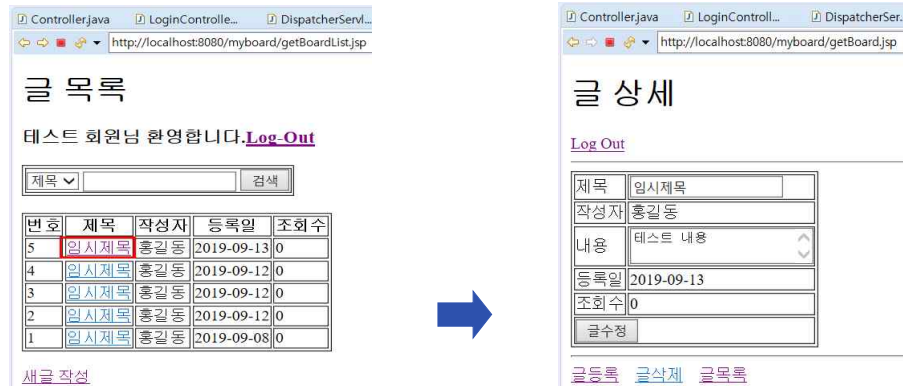 Controller.java LoginControlle... DispatcherServl...
http://localhost:8080/myboard/getBoardList.jsp
글 목록
테스트 회원님 환영합니다.Log-Out
제목 검색
번호 제목 작성자 등록일 조회수
5 임시제목 홍길동 2019-09-13 0
4 임시제목 홍길동 2019-09-12 0
3 임시제목 홍길동 2019-09-12 0
2 임시제목 홍길동 2019-09-12 0
1 임시제목 홍길동 2019-09-08 0
새글 작성
Controller.java LoginControll... DispatcherSer.
http://localhost:8080/myboard/getBoard.jsp
글 상세
Log Out
제목 임시제목
작성자 홍길동
내용 테스트 내용
등록일 2019-09-13
조회수 0
글수정
글등록 글삭제 글목록